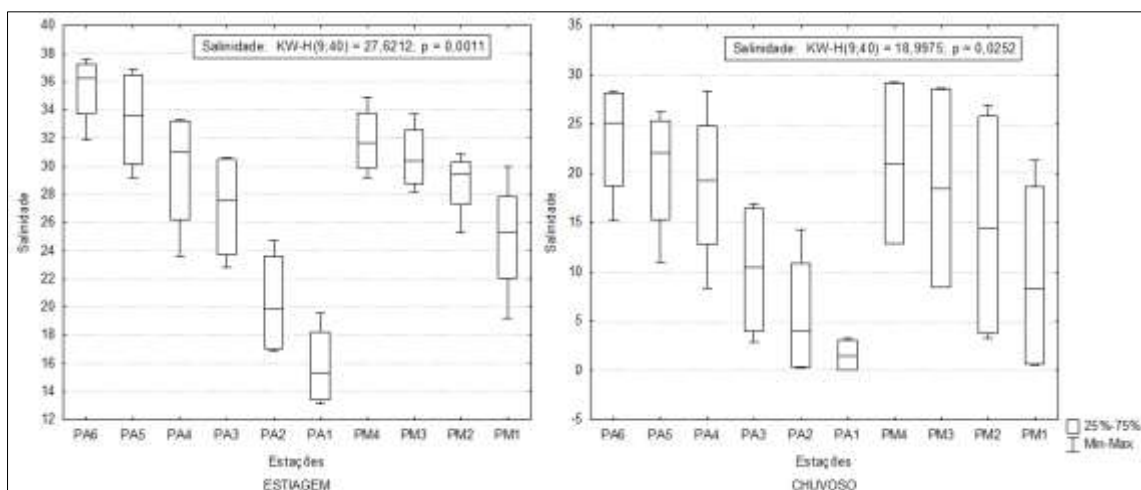 Salinidade: KW-H(9;40) = 27,6212; p = 0,0011
Salinidade
40
38
36
34
32
30
28
26
24
22
20
18
16
14
12
PA6 PA5 PA4 PA3 PA2 PA1 PM4 PM3 PM2 PM1
Estações
ESTIAGEM
Salinidade: KW-H(9;40) = 18,9975; p = 0,0252
Salinidade
35
30
25
20
15
10
5
0
-5
PA6 PA5 PA4 PA3 PA2 PA1 PM4 PM3 PM2 PM1
Estações
CHUVOSO
25%-75%
Min-Max